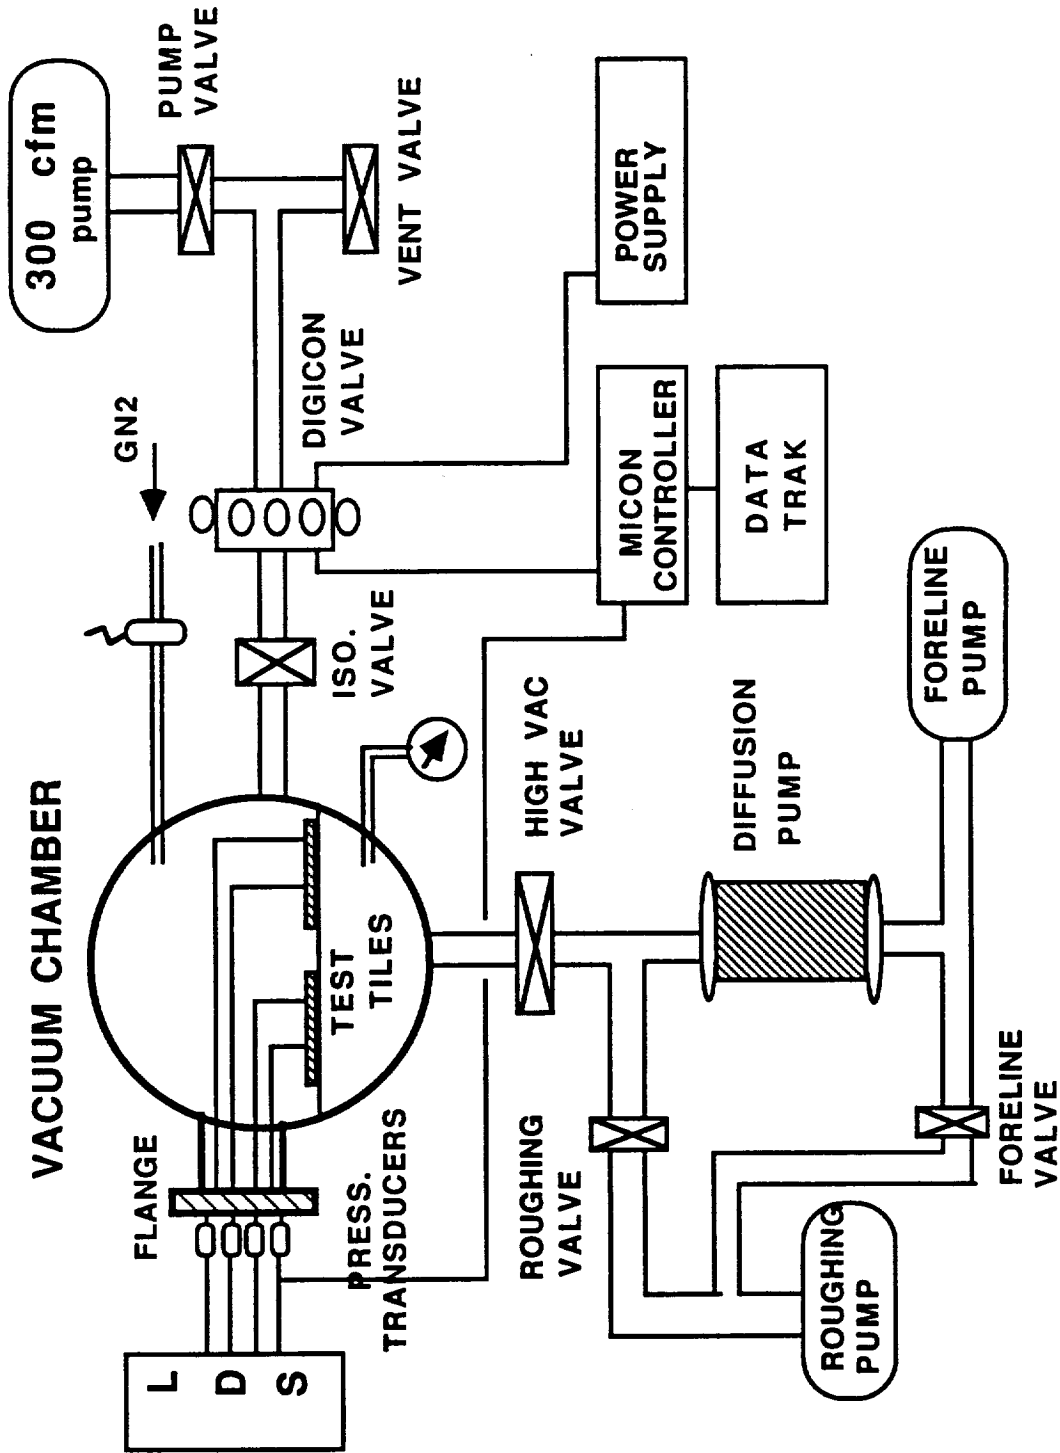 VACUUM CHAMBER
L
D
S
FLANGE
PRESS.
TRANSDUCERS
TEST
TILES
GN2
ISO.
VALVE
DIGICON
VALVE
300 cfm
pump
PUMP
VALVE
VENT VALVE
POWER
SUPPLY
MICON
CONTROLLER
DATA
TRAK
HIGH VAC
VALVE
DIFFUSION
PUMP
FORELINE
PUMP
ROUGHING
VALVE
ROUGHING
PUMP
FORELINE
VALVE